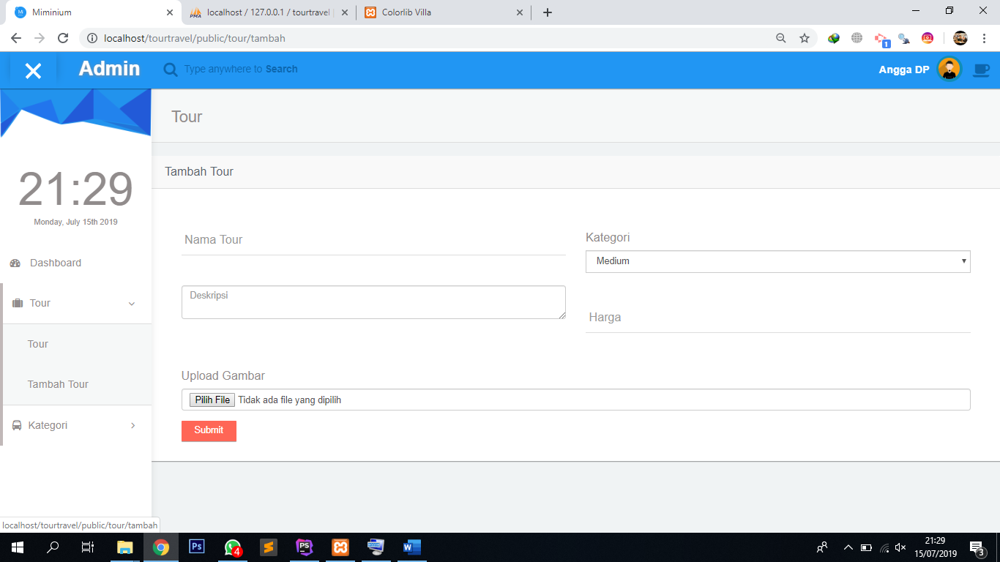 Miminium
localhost / 127.0.0.1 / tourtravel |
Colorlib Villa
localhost/tourtravel/public/tour/tambah
1
Admin
Type anywhere to Search
Angga DP
Tour
21:29
Monday, July 15th 2019
Dashboard
Tour
Tour
Tambah Tour
Kategori
Tambah Tour
Nama Tour
Kategori
Medium
Deskripsi
Harga
Upload Gambar
Pilih File Tidak ada file yang dipilih
Submit
localhost/tourtravel/public/tour/tambah
Ps
4
PS
W
21:29
15/07/2019
3